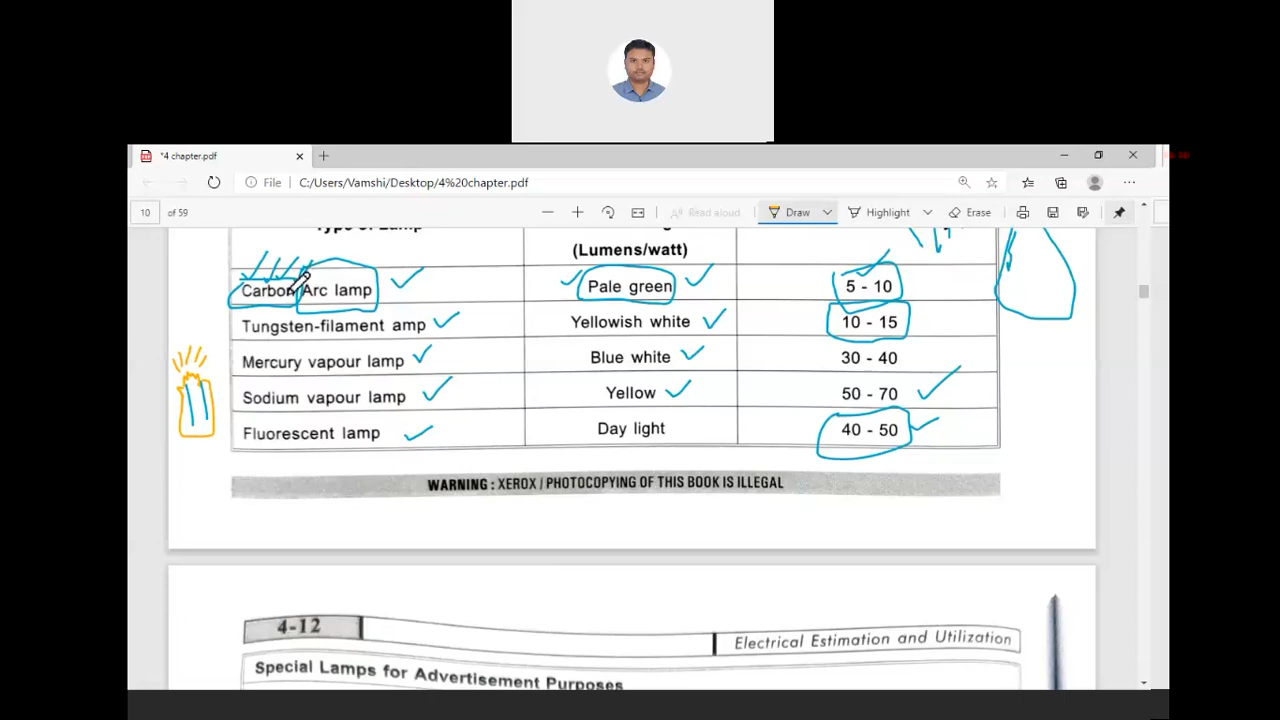 *4 chapter.pdf
File C:/Users/Vamshi/Desktop/4%20chapter.pdf
10 of 59 Read aloud Draw Highlight Erase
(Lumens/watt)
Carbon Arc lamp Pale green 5 - 10
Tungsten-filament amp Yellowish white 10 - 15
Mercury vapour lamp Blue white 30 - 40
Sodium vapour lamp Yellow 50 - 70
Fluorescent lamp Day light 40 - 50
WARNING : XEROX / PHOTOCOPYING OF THIS BOOK IS ILLEGAL
4-12
Electrical Estimation and Utilization
Special Lamps for Advertisement Purposes